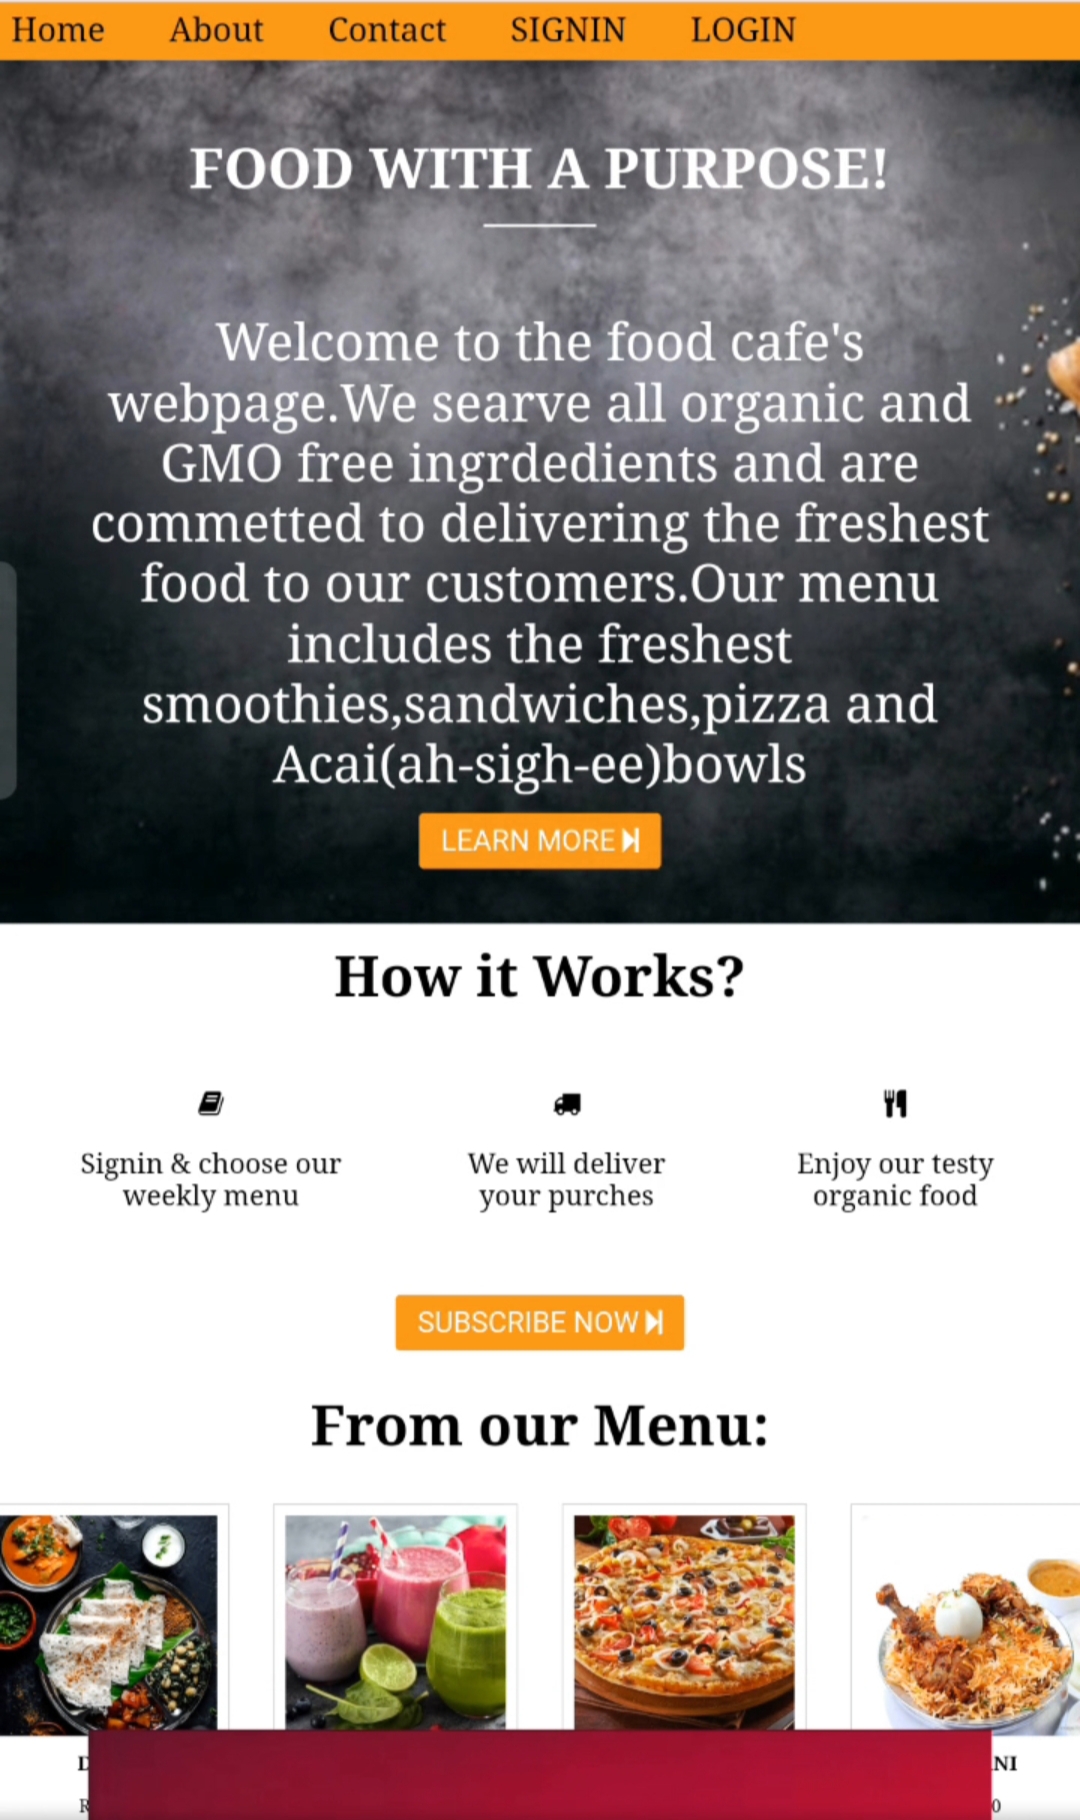 Home About Contact SIGNIN LOGIN
FOOD WITH A PURPOSE!
Welcome to the food cafe's
webpage.We searve all organic and
GMO free ingrdedients and are
commetted to delivering the freshest
food to our customers.Our menu
includes the freshest
smoothies,sandwiches,pizza and
Acai(ah-sigh-ee)bowls
LEARN MORE
How it Works?
Signin & choose our
weekly menu
We will deliver
your purches
Enjoy our testy
organic food
SUBSCRIBE NOW
From our Menu: